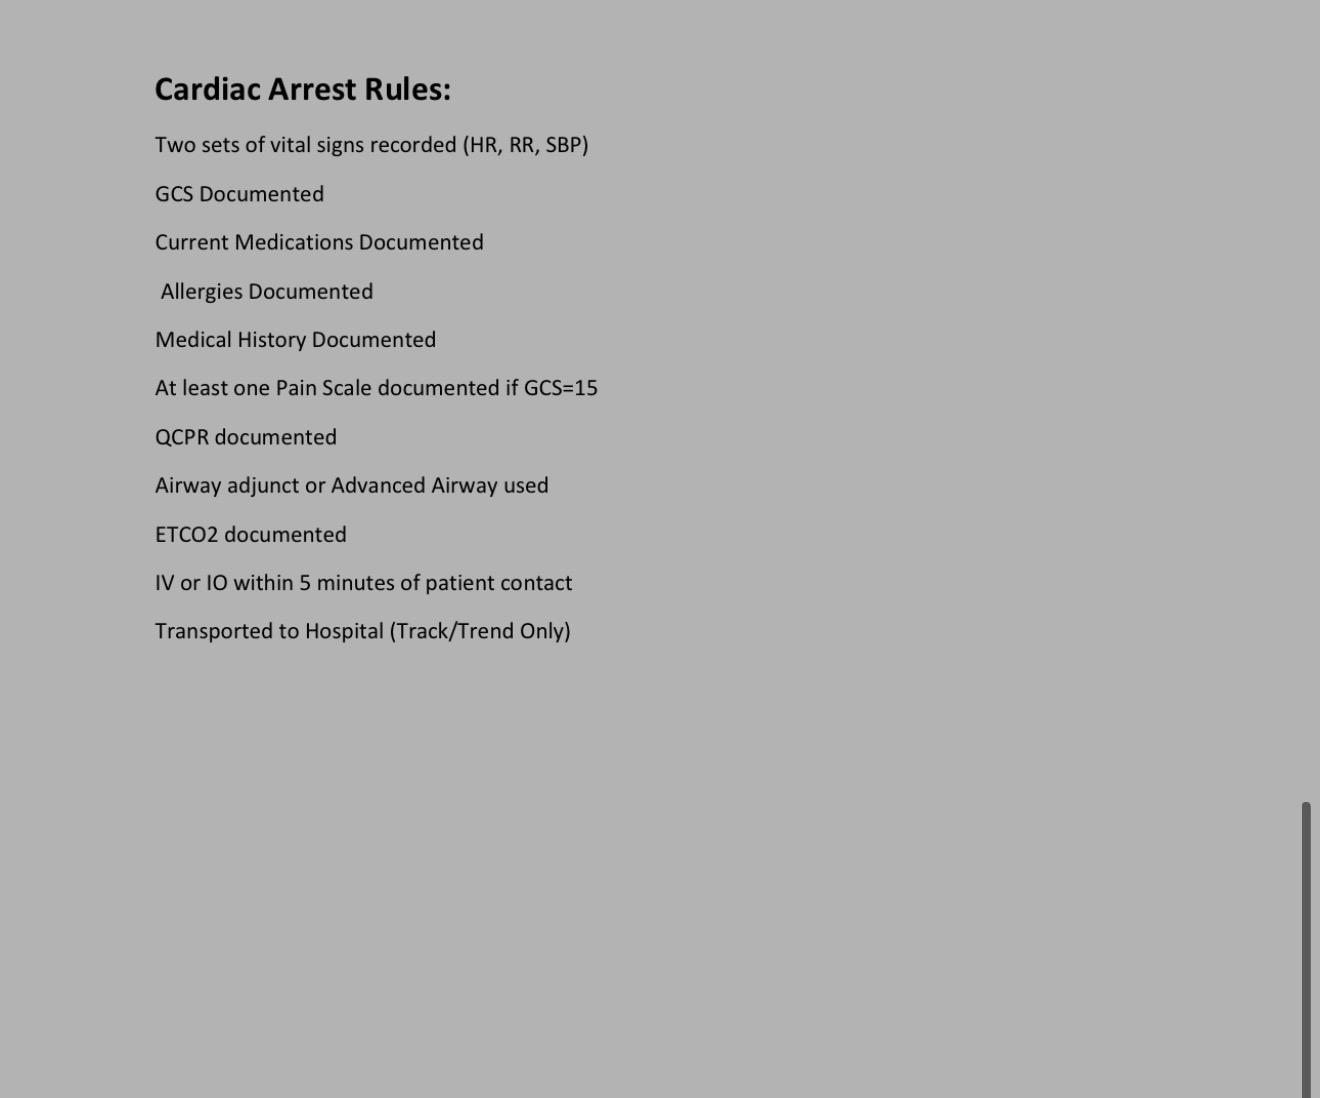 Cardiac Arrest Rules:
Two sets of vital signs recorded (HR, RR, SBP)
GCS Documented
Current Medications Documented
Allergies Documented
Medical History Documented
At least one Pain Scale documented if GCS=15
QCPR documented
Airway adjunct or Advanced Airway used
ETCO2 documented
IV or IO within 5 minutes of patient contact
Transported to Hospital (Track/Trend Only)